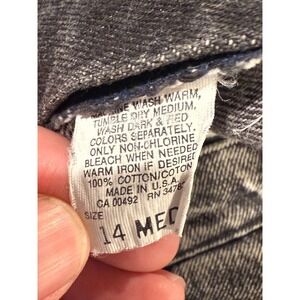 MACHINE WASH WARM,
TUMBLE DRY MEDIUM,
WASH DARK & RED
COLORS SEPARATELY.
ONLY NON-CHLORINE
BLEACH WHEN NEEDED
WARM IRON IF DESIRED
100% COTTON/COTON
MADE IN U.S.A.
CA 00492 RN 3478
SIZE
14 MED